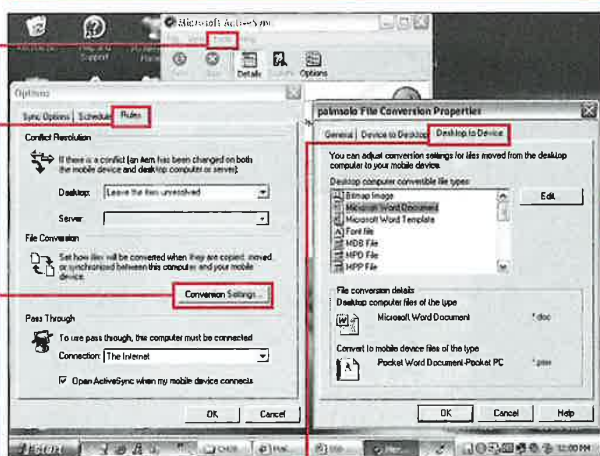 Microsoft ActiveSync
Support
Details
Options
Options
Sync Options
Schedule
Rules
Conflict Resolution
If there is a conflict (an item has been changed on both
the mobile device and desktop computer or server):
Desktop:
Leave the item unresolved
Server:
File Conversion
Set how files will be converted when they are copied, moved
or synchronized between this computer and your mobile
device.
Conversion Settings...
Pass Through
To use pass through, this computer must be connected
Connection:
The Internet
Open ActiveSync when my mobile device connects
OK
Cancel
palmsolo File Conversion Properties
General
Device to Desktop
Desktop to Device
You can adjust conversion settings for files moved from the desktop
computer to your mobile device.
Desktop computer convertible file types:
Bitmap Image
Microsoft Word Document
Microsoft Word Template
Font file
MDB File
MPD File
MPP File
Edit
File conversion details
Desktop computer files of the type
Microsoft Word Document
*.doc
Convert to mobile device files of the type
Pocket Word Document-Pocket PC
OK
Cancel
Help
12:00 PM